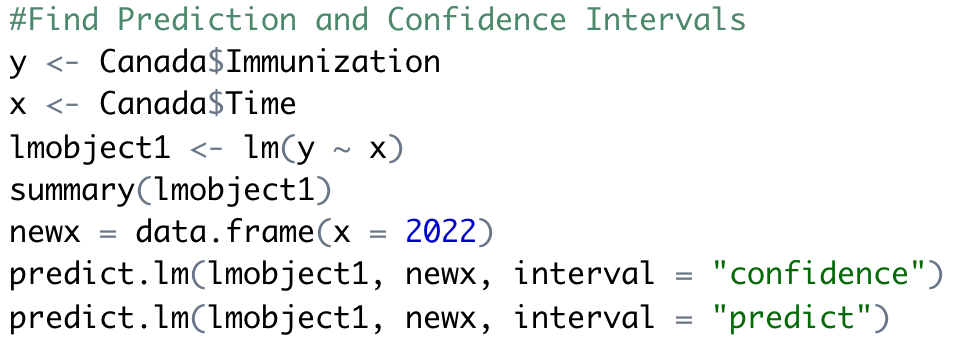 #Find Prediction and Confidence Intervals
y <- Canada$Immunization
x <- Canada$Time
lmobject1 <- lm(y ~ x)
summary(lmobject1)
newx = data.frame(x = 2022)
predict.lm(lmobject1, newx, interval = "confidence")
predict.lm(lmobject1, newx, interval = "predict")